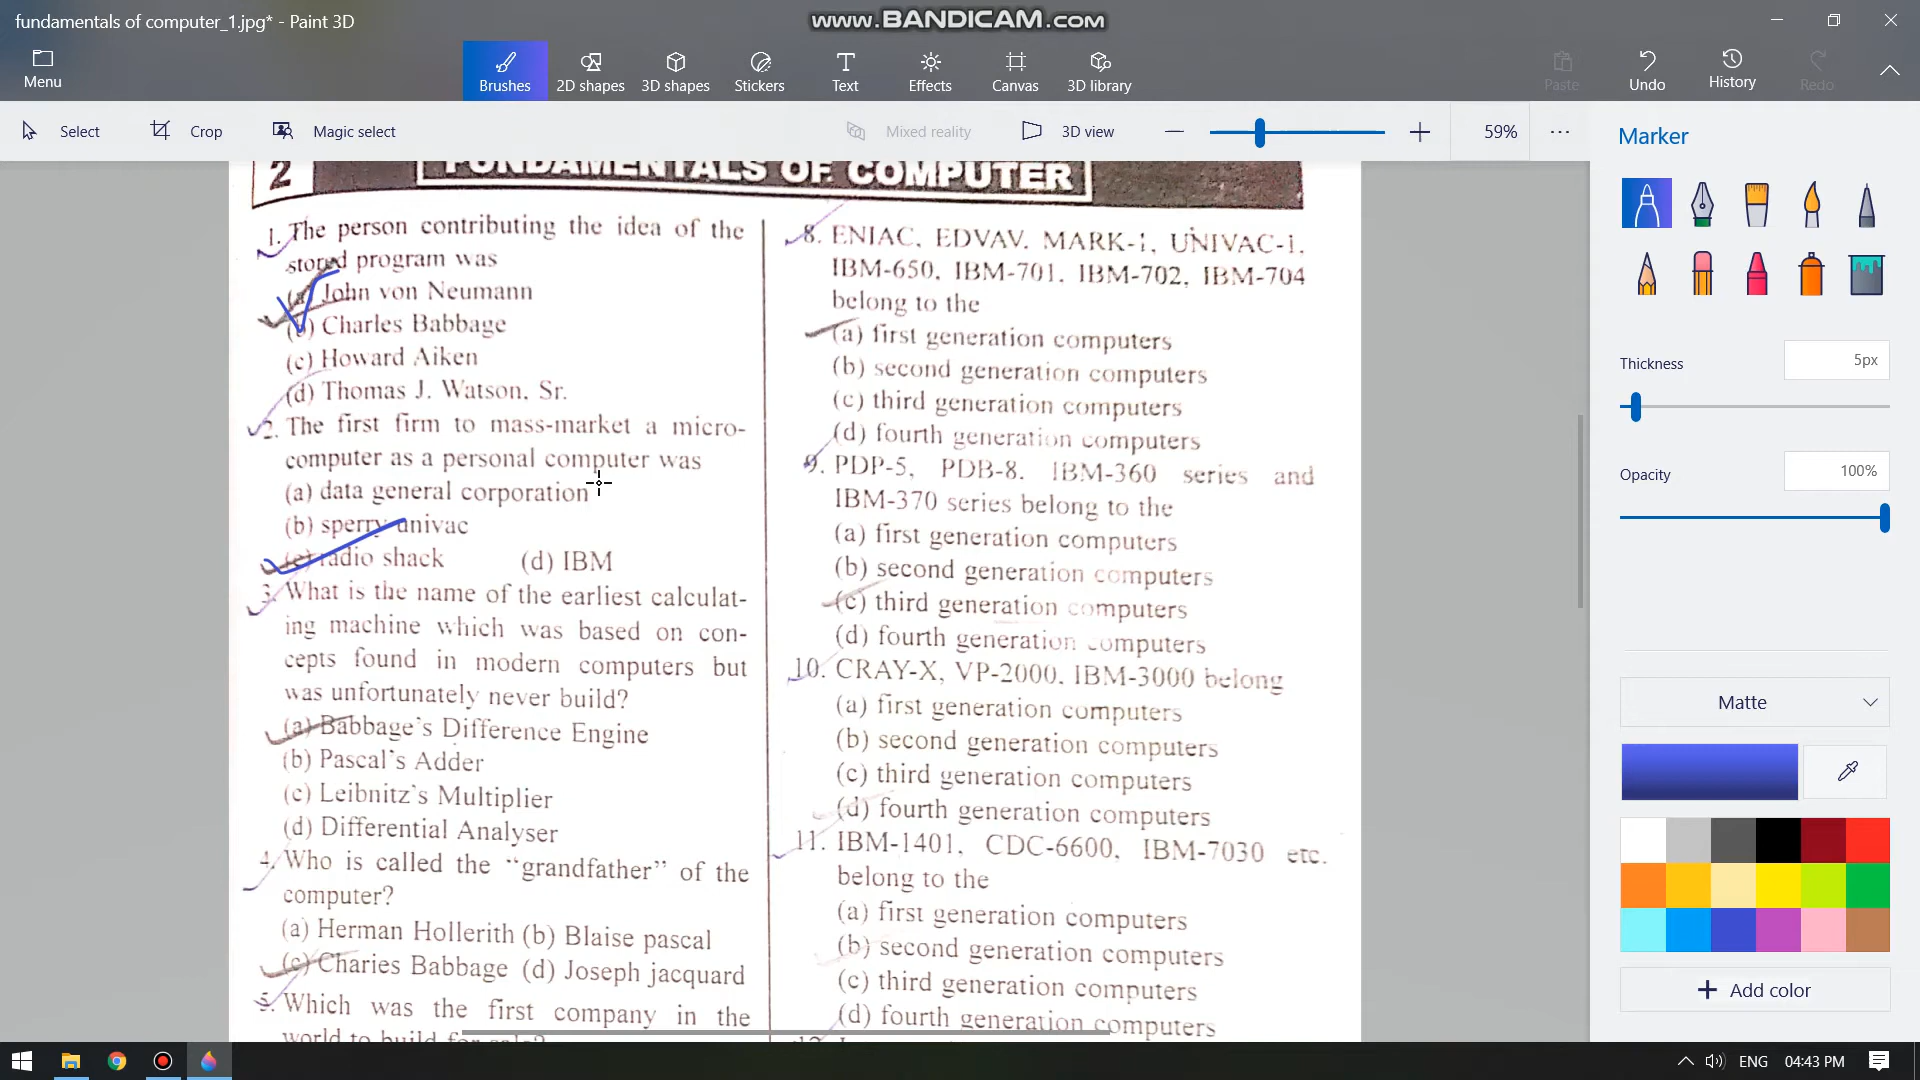 fundamentals of computer_1.jpg* - Paint 3D
www.BANDICAM.com
Menu
Brushes
2D shapes
3D shapes
Stickers
Text
Effects
Canvas
3D library
Paste
Undo
History
Redo
Select
Crop
Magic select
Mixed reality
3D view
59%
2
FUNDAMENTALS OF COMPUTER
1. The person contributing the idea of the
stored program was
(a) John von Neumann
(b) Charles Babbage
(c) Howard Aiken
(d) Thomas J. Watson, Sr.
2. The first firm to mass-market a micro-
computer as a personal computer was
(a) data general corporation
(b) sperry univac
(c) radio shack (d) IBM
3. What is the name of the earliest calculat-
ing machine which was based on con-
cepts found in modern computers but
was unfortunately never build?
(a) Babbage's Difference Engine
(b) Pascal's Adder
(c) Leibnitz's Multiplier
(d) Differential Analyser
4. Who is called the "grandfather" of the
computer?
(a) Herman Hollerith (b) Blaise pascal
(c) Charies Babbage (d) Joseph jacquard
5. Which was the first company in the
world to build for sale?
8. ENIAC, EDVAV. MARK-1, UNIVAC-1.
IBM-650, IBM-701. IBM-702, IBM-704
belong to the
(a) first generation computers
(b) second generation computers
(c) third generation computers
(d) fourth generation computers
9. PDP-5, PDB-8. IBM-360 series and
IBM-370 series belong to the
(a) first generation computers
(b) second generation computers
(c) third generation computers
(d) fourth generation computers
10. CRAY-X, VP-2000. IBM-3000 belong
(a) first generation computers
(b) second generation computers
(c) third generation computers
(d) fourth generation computers
11. IBM-1401, CDC-6600, IBM-7030 etc.
belong to the
(a) first generation computers
(b) second generation computers
(c) third generation computers
(d) fourth generation computers
Marker
Thickness
5px
Opacity
100%
Matte
Add color
ENG
04:43 PM